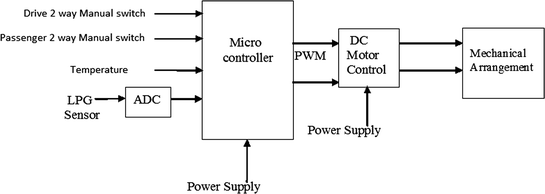 Drive 2 way Manual switch
Passenger 2 way Manual switch
Temperature
LPG
Sensor
ADC
Micro
controller
PWM
DC
Motor
Control
Mechanical
Arrangement
Power Supply
Power Supply